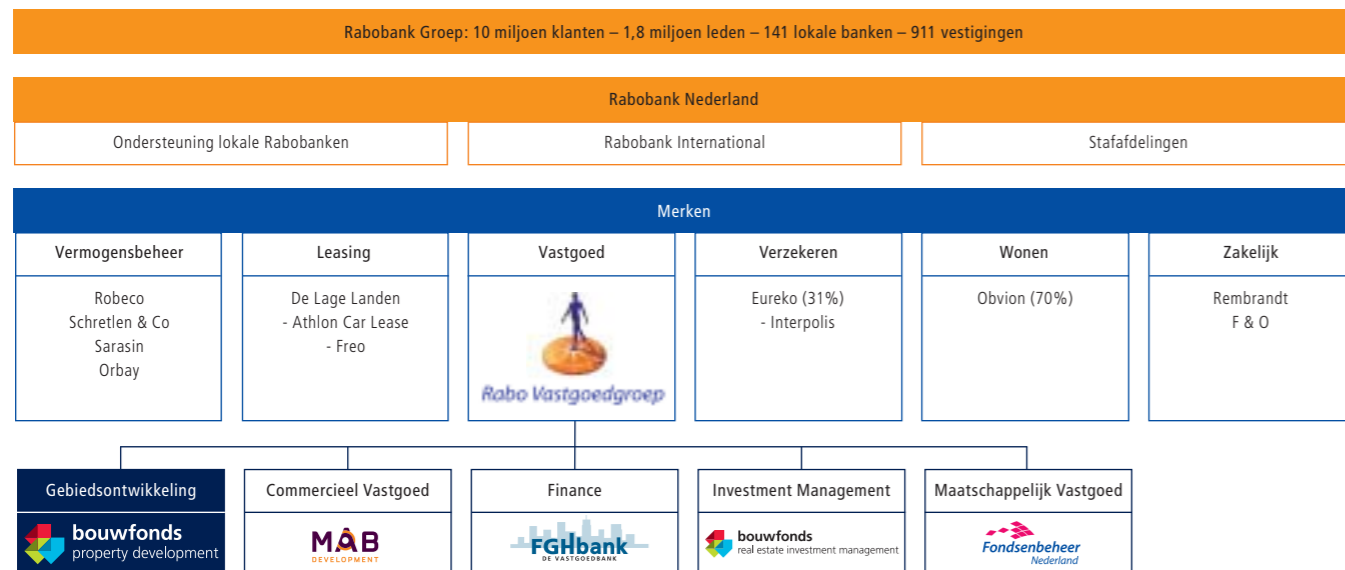 Rabobank Groep: 10 miljoen klanten – 1,8 miljoen leden – 141 lokale banken – 911 vestigingen
Rabobank Nederland
Ondersteuning lokale Rabobanken
Rabobank International
Stafafdelingen
Merken
Vermogensbeheer
Robeco
Schretlen & Co
Sarasin
Orbay
Leasing
De Lage Landen
- Athlon Car Lease
- Freo
Vastgoed
Rabo Vastgoedgroep
Verzekeren
Eureko (31%)
- Interpolis
Wonen
Obvion (70%)
Zakelijk
Rembrandt
F & O
Gebiedsontwikkeling
bouwfonds
property development
Commercieel Vastgoed
MAB
DEVELOPMENT
Finance
FGHbank
DE VASTGOEDBANK
Investment Management
bouwfonds
real estate investment management
Maatschappelijk Vastgoed
Fondsenbeheer
Nederland